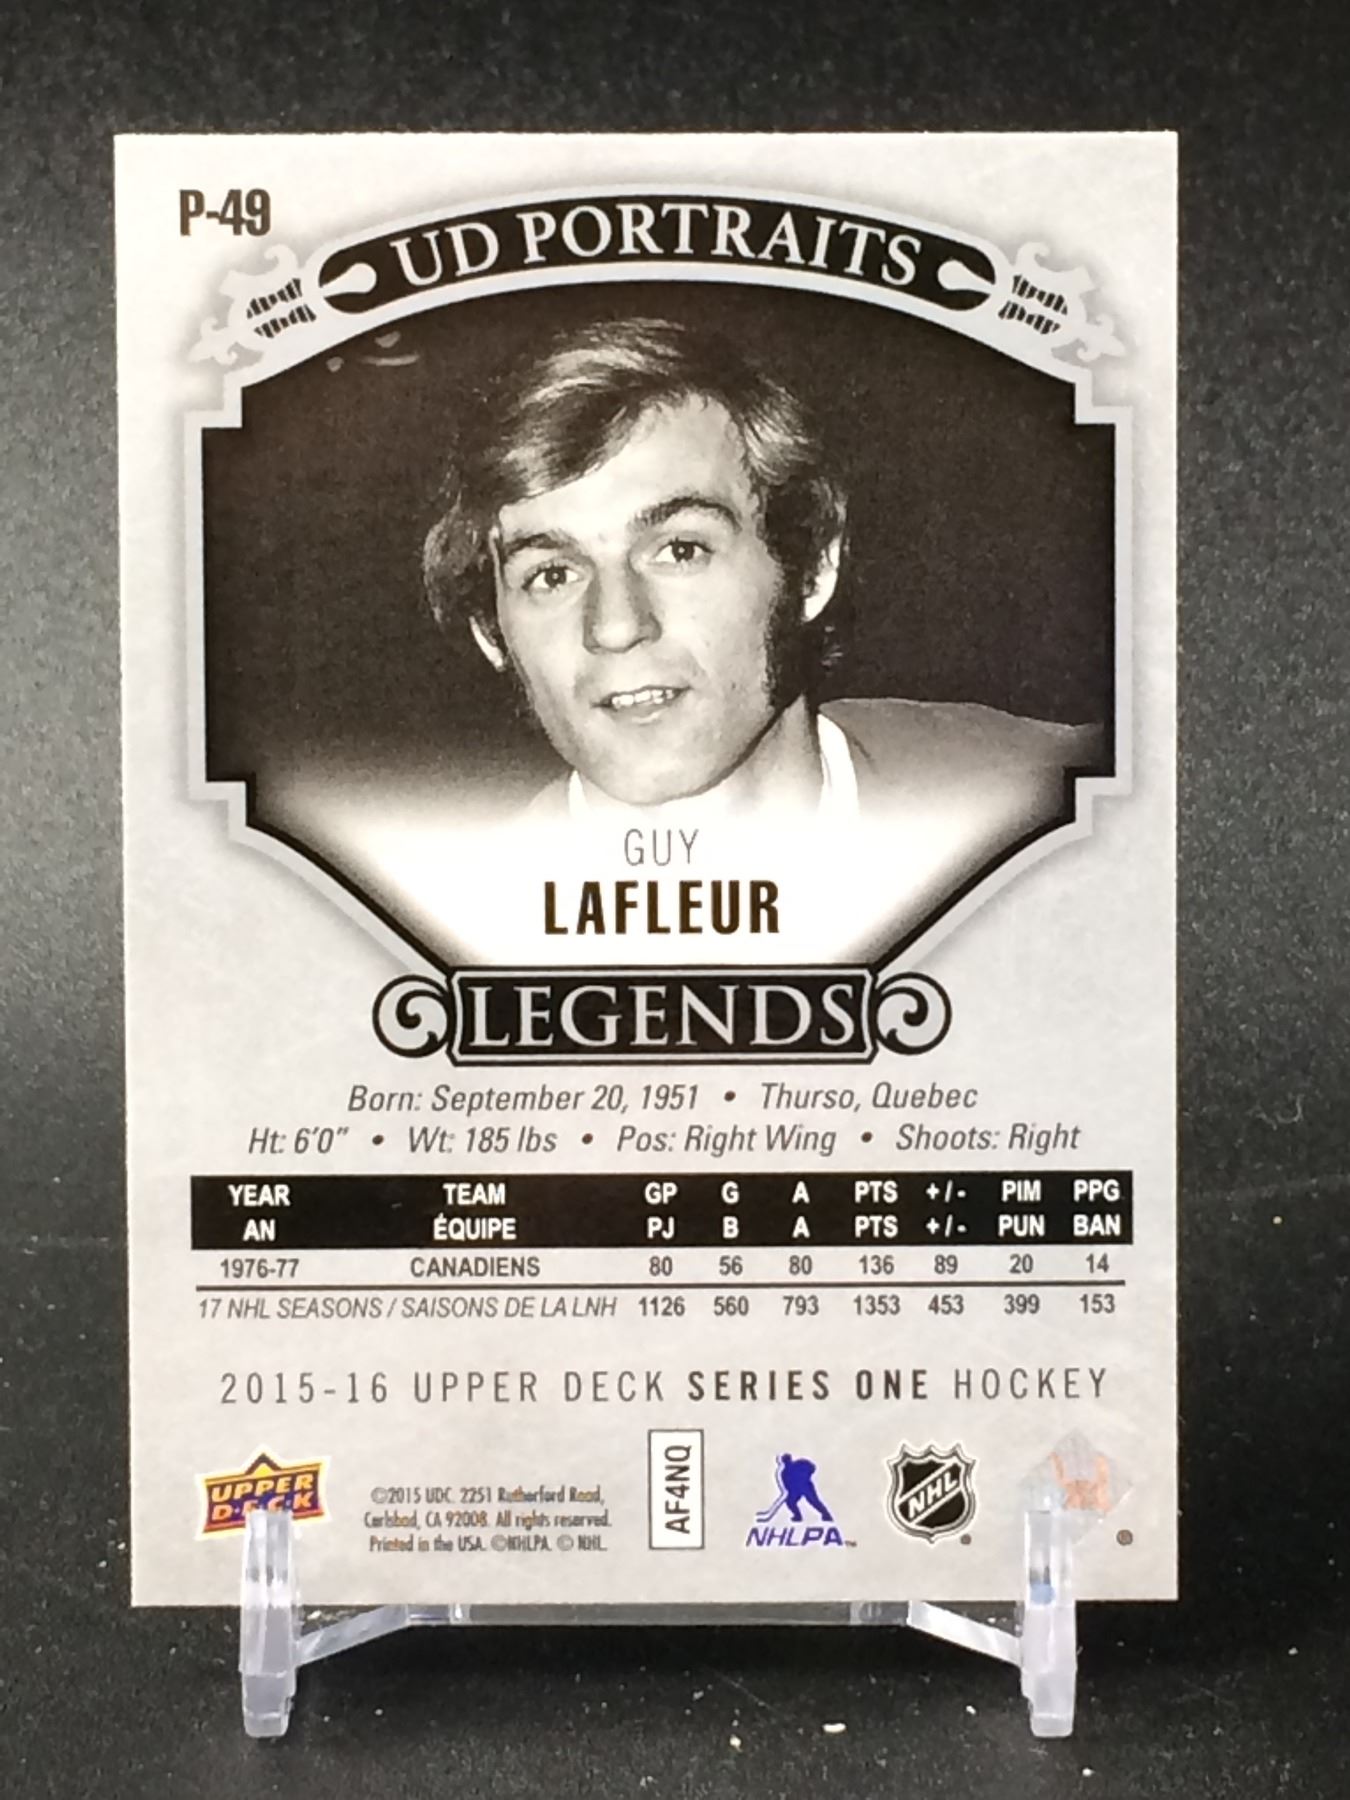 P-49
UD PORTRAITS
GUY
LAFLEUR
LEGENDS
Born: September 20, 1951 • Thurso, Quebec
Ht: 6'0" • Wt: 185 lbs • Pos: Right Wing • Shoots: Right
YEAR TEAM GP G A PTS +/- PIM PPG
AN ÉQUIPE PJ B A PTS +/- PUN BAN
1976-77 CANADIENS 80 56 80 136 89 20 14
17 NHL SEASONS / SAISONS DE LA LNH 1126 560 793 1353 453 399 153
2015-16 UPPER DECK SERIES ONE HOCKEY
UPPER
DECK
©2015 UDC. 2251 Rutherford Road,
Carlsbad, CA 92008. All rights reserved.
Printed in the USA. ©NHLPA. © NHL.
AF4NQ
NHLPA™
NHL
®